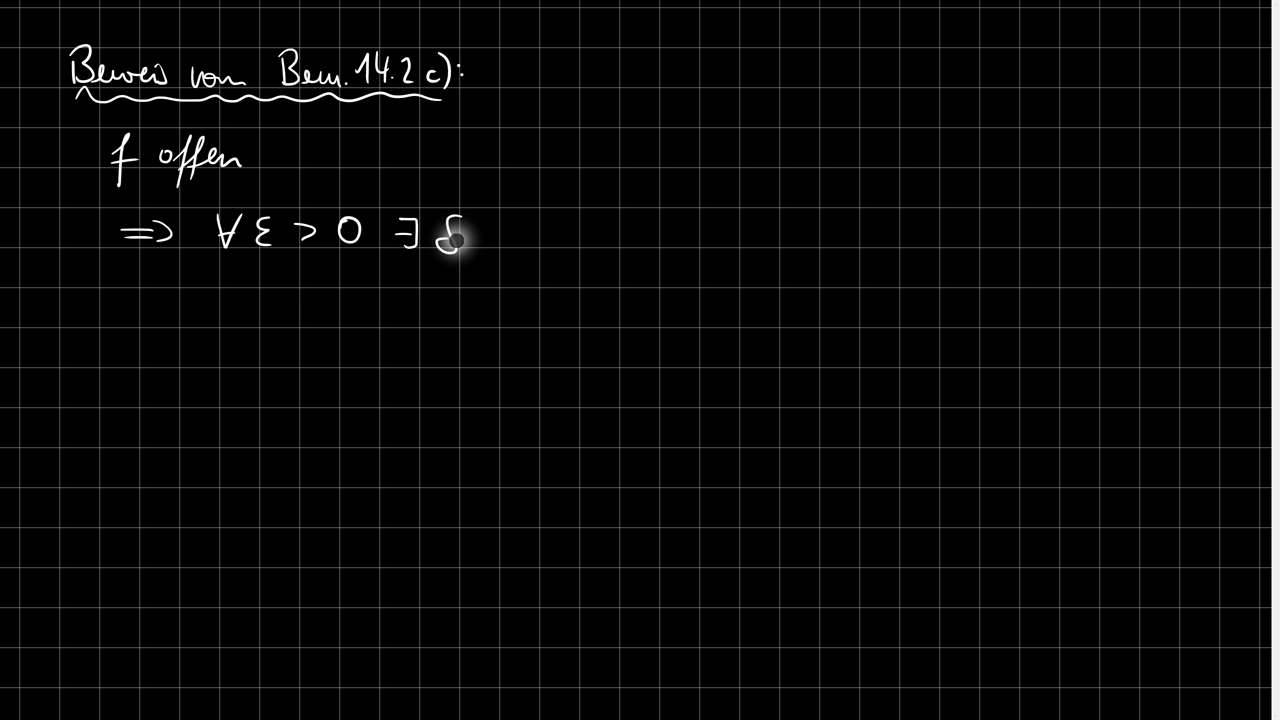 Beweis von Bem. 14.2 c):
f offen
⇒ ∀ ε > 0 ∃ δ